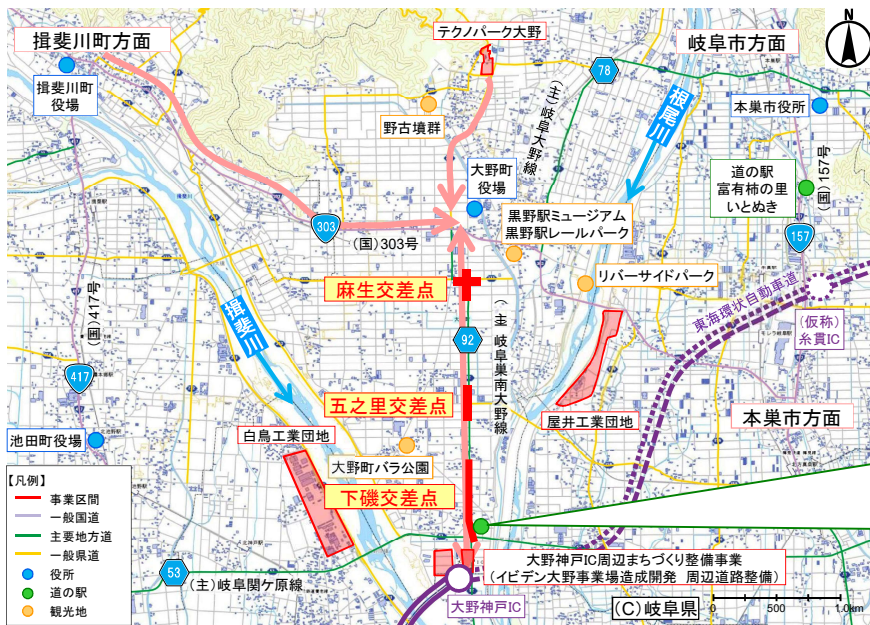 揖斐川町方面
テクノパーク大野
岐阜市方面
N
揖斐川町
役場
78
(主)岐阜大野線
根尾川
本巣市役所
野古墳群
大野町
役場
道の駅
富有柿の里
いとぬき
(国)157号
157
黒野駅ミュージアム
黒野駅レールパーク
303
(国)303号
リバーサイドパーク
麻生交差点
東海環状自動車道
(仮称)
糸貫IC
(国)417号
揖斐川
92
(主)岐阜巣南大野線
417
五之里交差点
屋井工業団地
本巣市方面
池田町役場
白鳥工業団地
大野町バラ公園
下磯交差点
【凡例】
事業区間
一般国道
主要地方道
一般県道
役所
道の駅
観光地
53
(主)岐阜関ケ原線
大野神戸IC周辺まちづくり整備事業
(イビデン大野事業場造成開発 周辺道路整備)
大野神戸IC
(C)岐阜県
0
500
1.0km